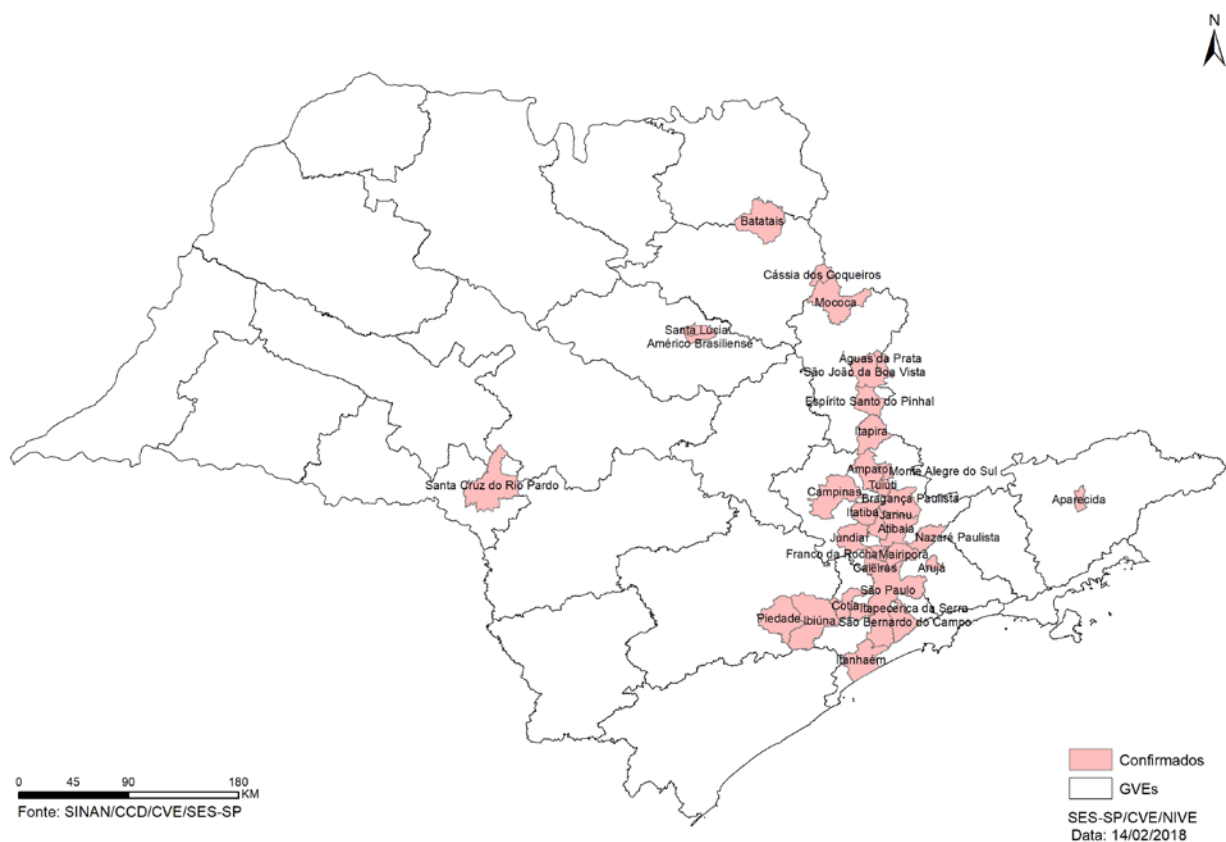 N
Batatais
Cássia dos Coqueiros
Mococa
Santa Lúcia
Américo Brasiliense
Águas da Prata
São João da Boa Vista
Espírito Santo do Pinhal
Itapira
Amparo
Monte Alegre do Sul
Santa Cruz do Rio Pardo
Tuiuti
Campinas
Bragança Paulista
Aparecida
Itatiba
Jarinu
Atibaia
Jundiaí
Nazaré Paulista
Franco da Rocha
Mairiporã
Caieiras
Arujá
São Paulo
Cotia
Itapecerica da Serra
Piedade
Ibiúna
São Bernardo do Campo
Itanhaém
0 45 90 180
KM
Fonte: SINAN/CCD/CVE/SES-SP
Confirmados
GVEs
SES-SP/CVE/NIVE
Data: 14/02/2018